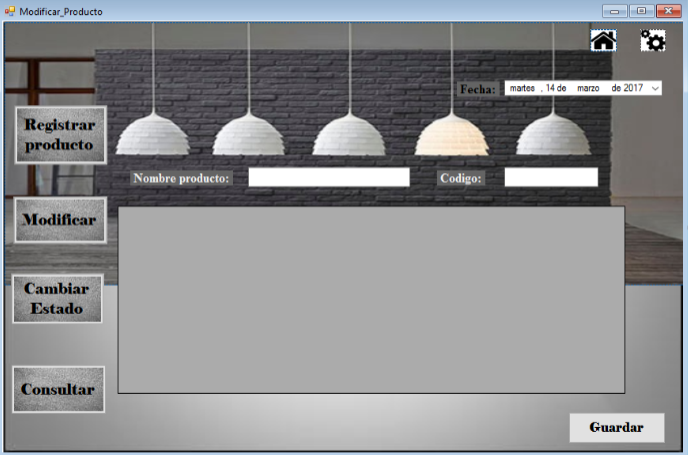 Modificar_Producto
Fecha:
martes , 14 de marzo de 2017
Registrar
producto
Nombre producto:
Codigo:
Modificar
Cambiar
Estado
Consultar
Guardar